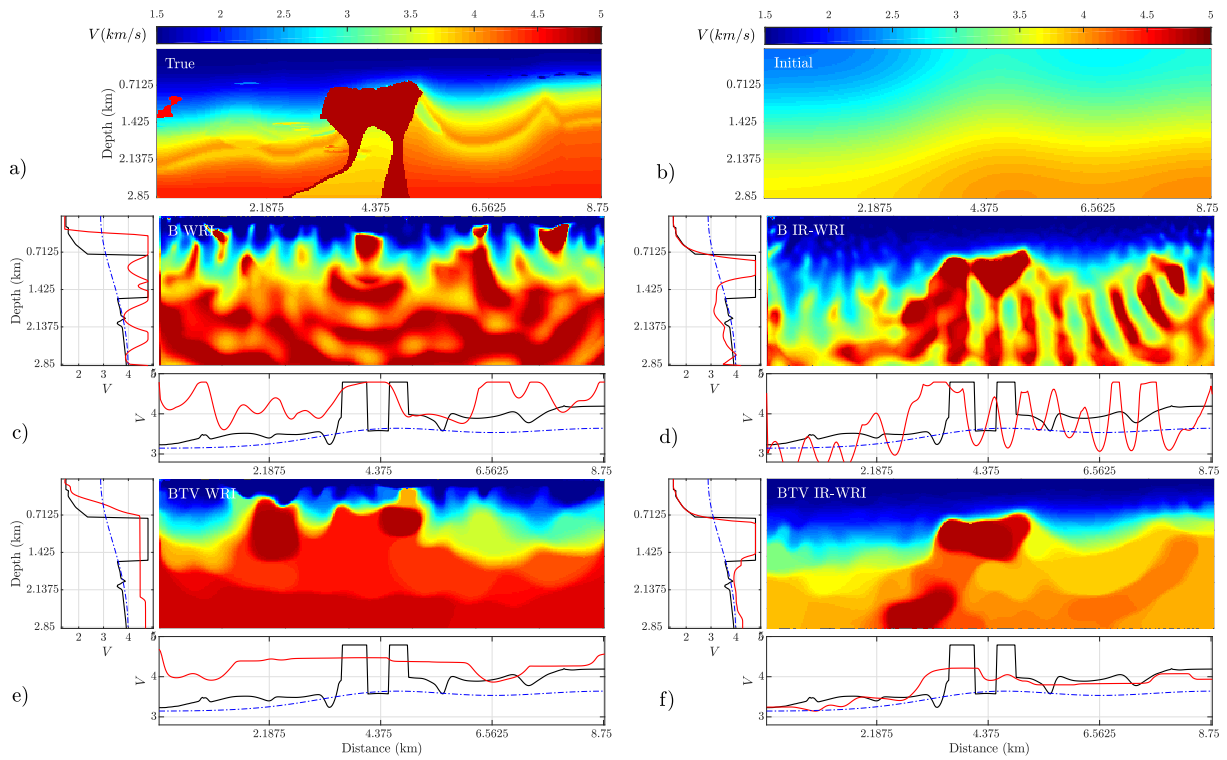 1.5 2 2.5 3 3.5 4 4.5 5
V(km/s)
True
0.7125
1.425
2.1375
2.85
Depth (km)
a)
2.1875 4.375 6.5625 8.75
1.5 2 2.5 3 3.5 4 4.5 5
V(km/s)
Initial
0.7125
1.425
2.1375
2.85
b)
2.1875 4.375 6.5625 8.75
B WRI
0.7125
1.425
2.1375
2.85
Depth (km)
2 3 4
V
5
4
3
V
c)
2.1875 4.375 6.5625 8.75
B IR-WRI
0.7125
1.425
2.1375
2.85
2 3 4
V
5
4
3
V
d)
2.1875 4.375 6.5625 8.75
BTV WRI
0.7125
1.425
2.1375
2.85
Depth (km)
2 3 4
V
4
3
V
e)
2.1875 4.375 6.5625 8.75
Distance (km)
BTV IR-WRI
0.7125
1.425
2.1375
2.85
2 3 4
V
4
3
V
f)
2.1875 4.375 6.5625 8.75
Distance (km)